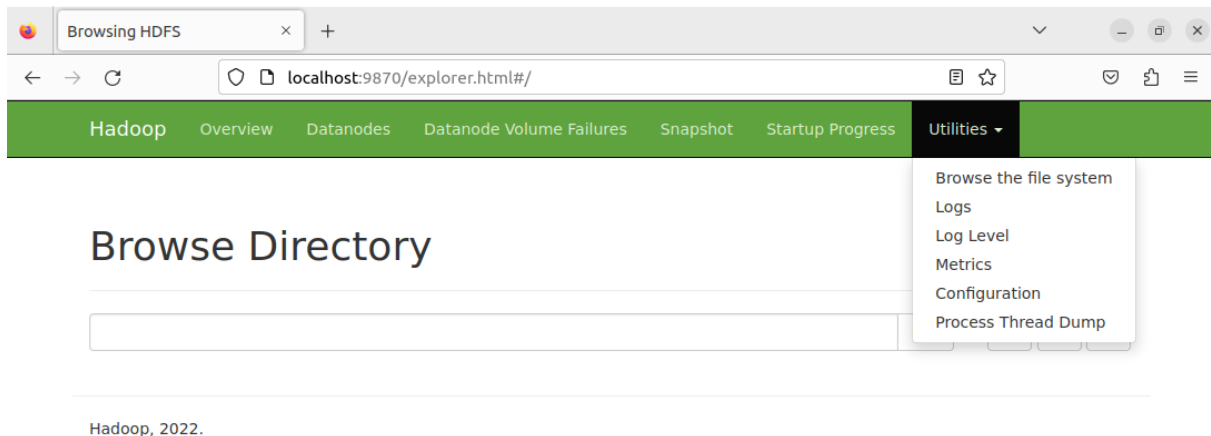 Browsing HDFS
localhost:9870/explorer.html#/
Hadoop Overview Datanodes Datanode Volume Failures Snapshot Startup Progress Utilities
Browse the file system
Logs
Log Level
Metrics
Configuration
Process Thread Dump
Browse Directory
Hadoop, 2022.